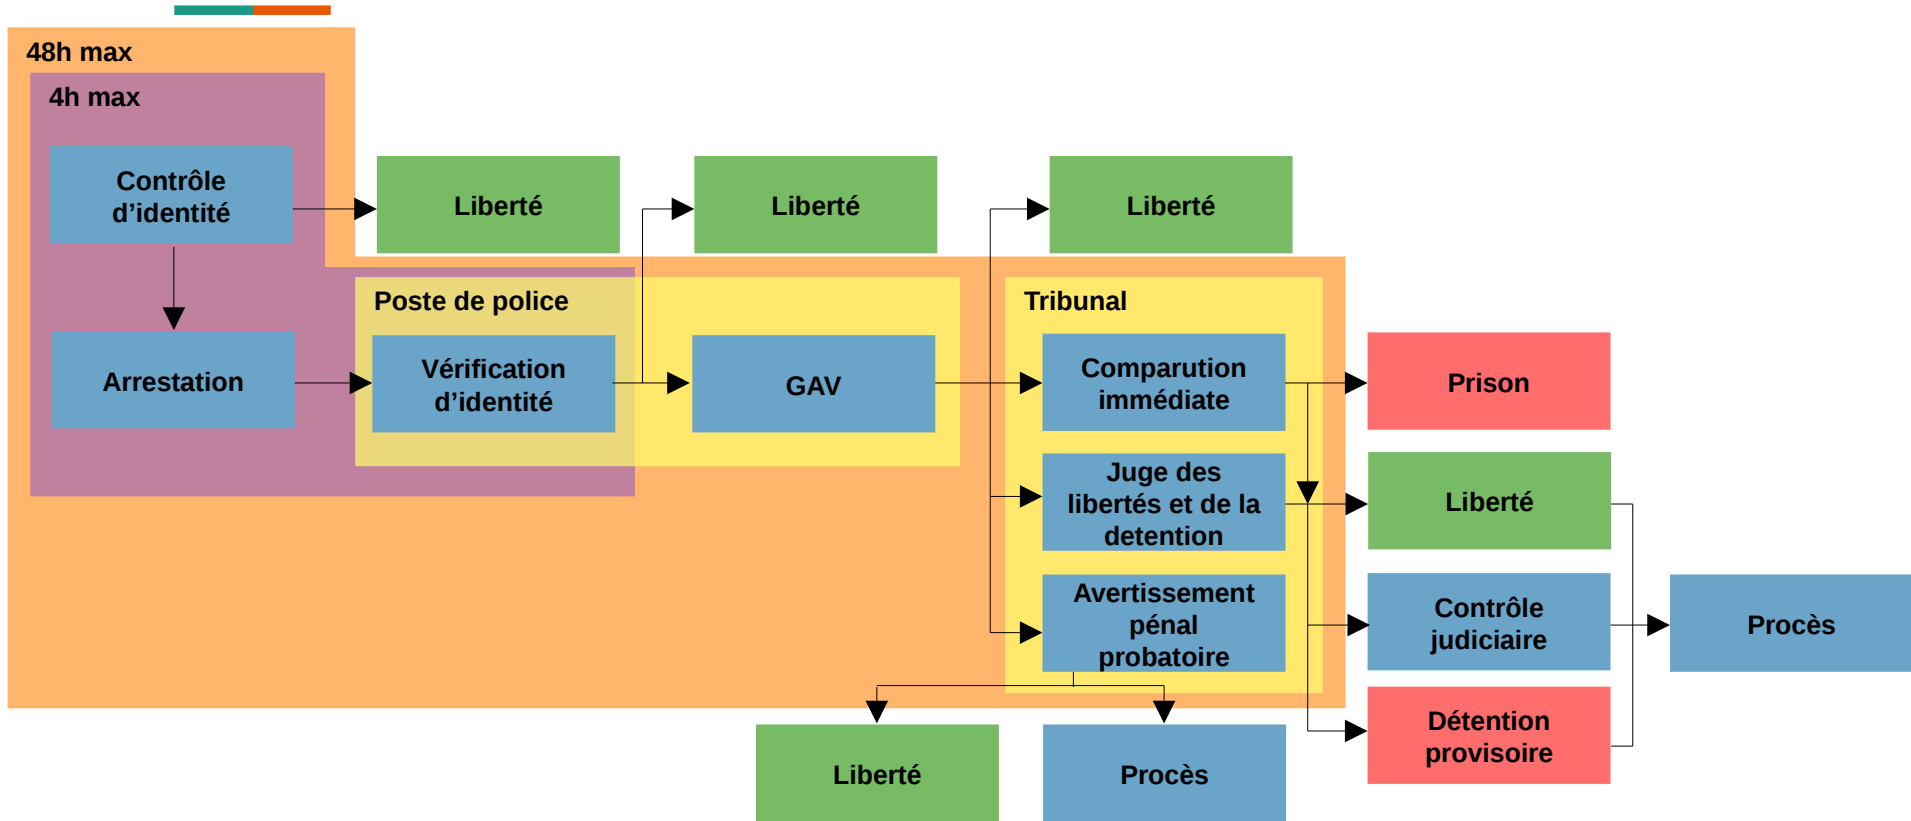 48h max
4h max
Contrôle
d’identité
Liberté
Liberté
Liberté
Poste de police
Tribunal
Arrestation
Vérification
d’identité
GAV
Comparution
immédiate
Prison
Juge des
libertés et de la
detention
Liberté
Avertissement
pénal
probatoire
Contrôle
judiciaire
Procès
Détention
provisoire
Liberté
Procès